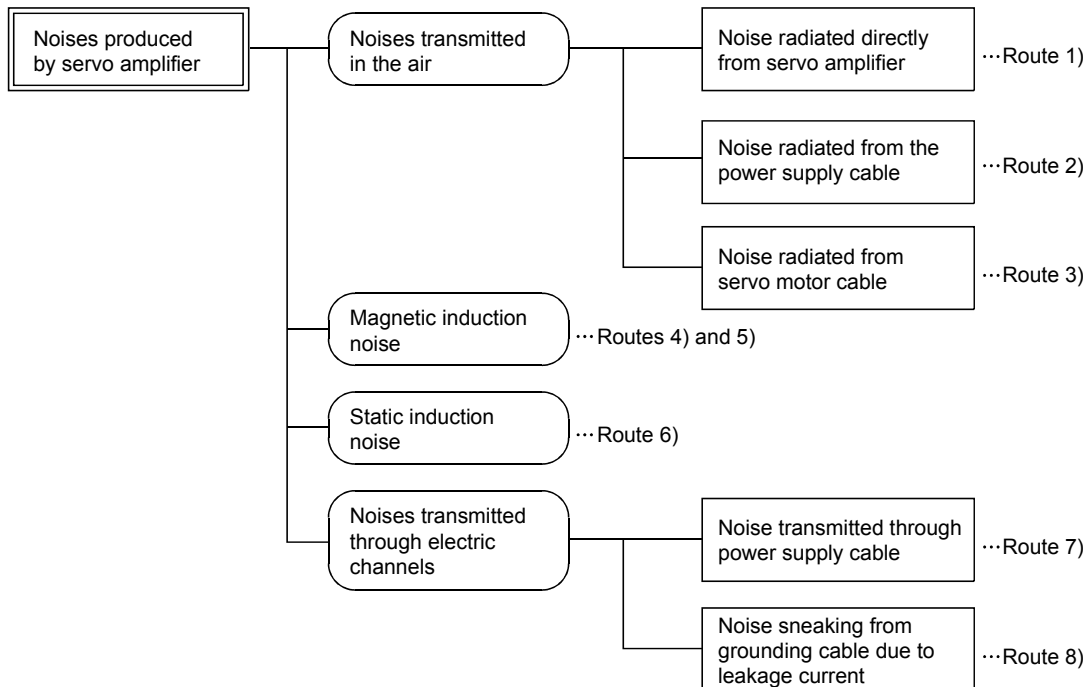 Noises produced
by servo amplifier
Noises transmitted
in the air
Noise radiated directly
from servo amplifier
…Route 1)
Noise radiated from the
power supply cable
…Route 2)
Noise radiated from
servo motor cable
…Route 3)
Magnetic induction
noise
…Routes 4) and 5)
Static induction
noise
…Route 6)
Noises transmitted
through electric
channels
Noise transmitted through
power supply cable
…Route 7)
Noise sneaking from
grounding cable due to
leakage current
…Route 8)